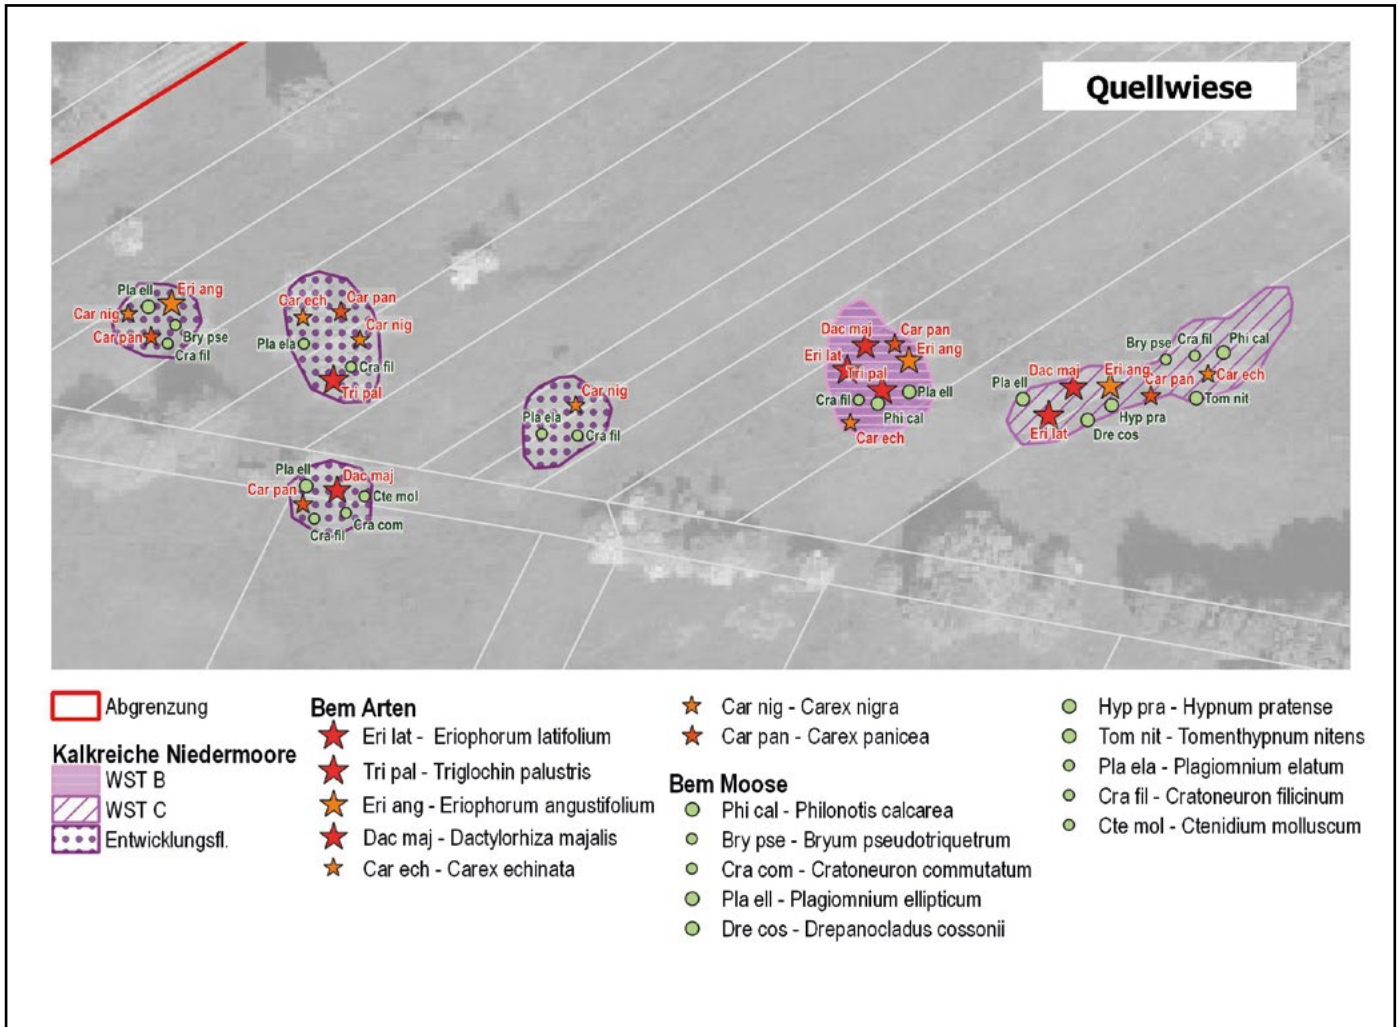 Quellwiese
Pla ell
Eri ang
Car nig
Car pan
Bry pse
Cra fil
Car ech
Car pan
Car nig
Pla ela
Cra fil
Tri pal
Car nig
Pla ela
Cra fil
Pla ell
Dac maj
Car pan
Cte mol
Cra com
Cra fil
Dac maj
Car pan
Eri lat
Eri ang
Tri pal
Cra fil
Pla ell
Phi cal
Car ech
Bry pse
Cra fil
Phi cal
Dac maj
Eri ang
Car ech
Pla ell
Car pan
Tom nit
Hyp pra
Eri lat
Dre cos
Abgrenzung
Kalkreiche Niedermoore
WST B
WST C
Entwicklungsfl.
Bem Arten
Eri lat - Eriophorum latifolium
Tri pal - Triglochin palustris
Eri ang - Eriophorum angustifolium
Dac maj - Dactylorhiza majalis
Car ech - Carex echinata
Car nig - Carex nigra
Car pan - Carex panicea
Bem Moose
Phi cal - Philonotis calcarea
Bry pse - Bryum pseudotriquetrum
Cra com - Cratoneuron commutatum
Pla ell - Plagiomnium ellipticum
Dre cos - Drepanocladus cossonii
Hyp pra - Hypnum pratense
Tom nit - Tomenthypnum nitens
Pla ela - Plagiomnium elatum
Cra fil - Cratoneuron filicinum
Cte mol - Ctenidium molluscum